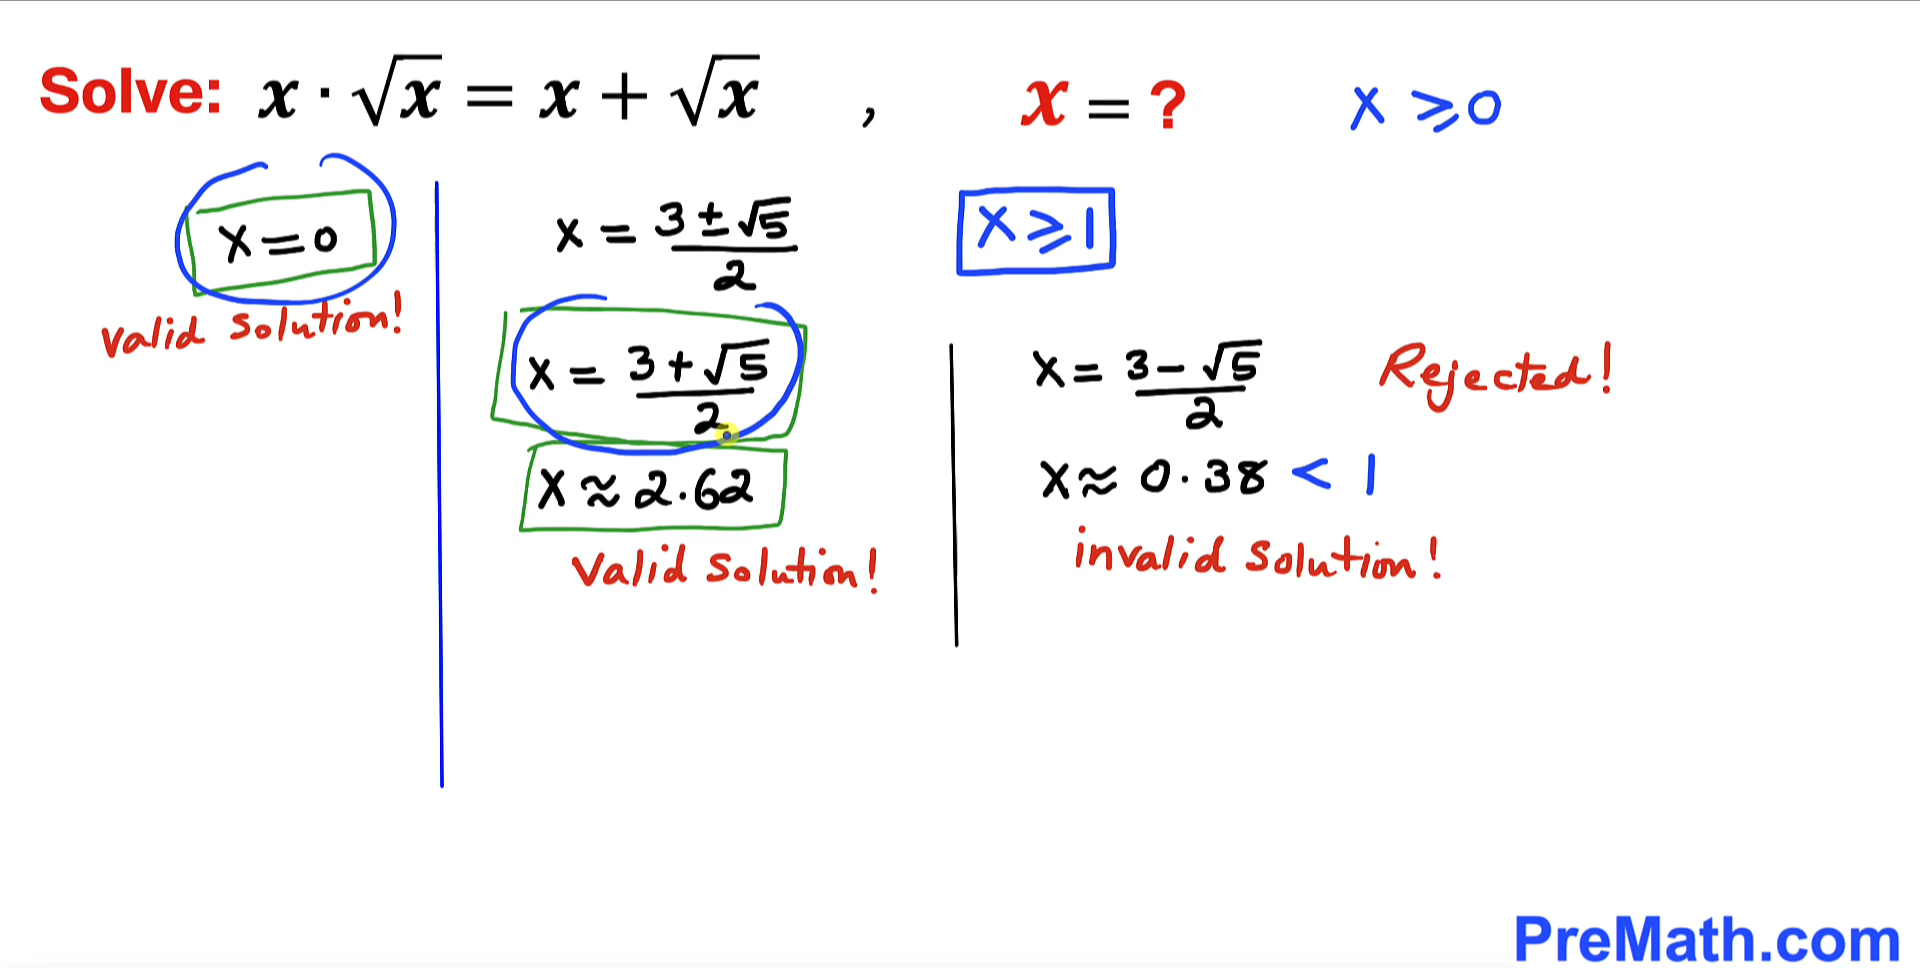 Solve: x · √x = x + √x , x = ? x ≥ 0
x = 0
valid solution!
x = (3 ± √5)/2
x ≥ 1
x = (3 + √5)/2
x ≈ 2.62
valid solution!
x = (3 − √5)/2 Rejected!
x ≈ 0.38 < 1
invalid solution!
PreMath.com